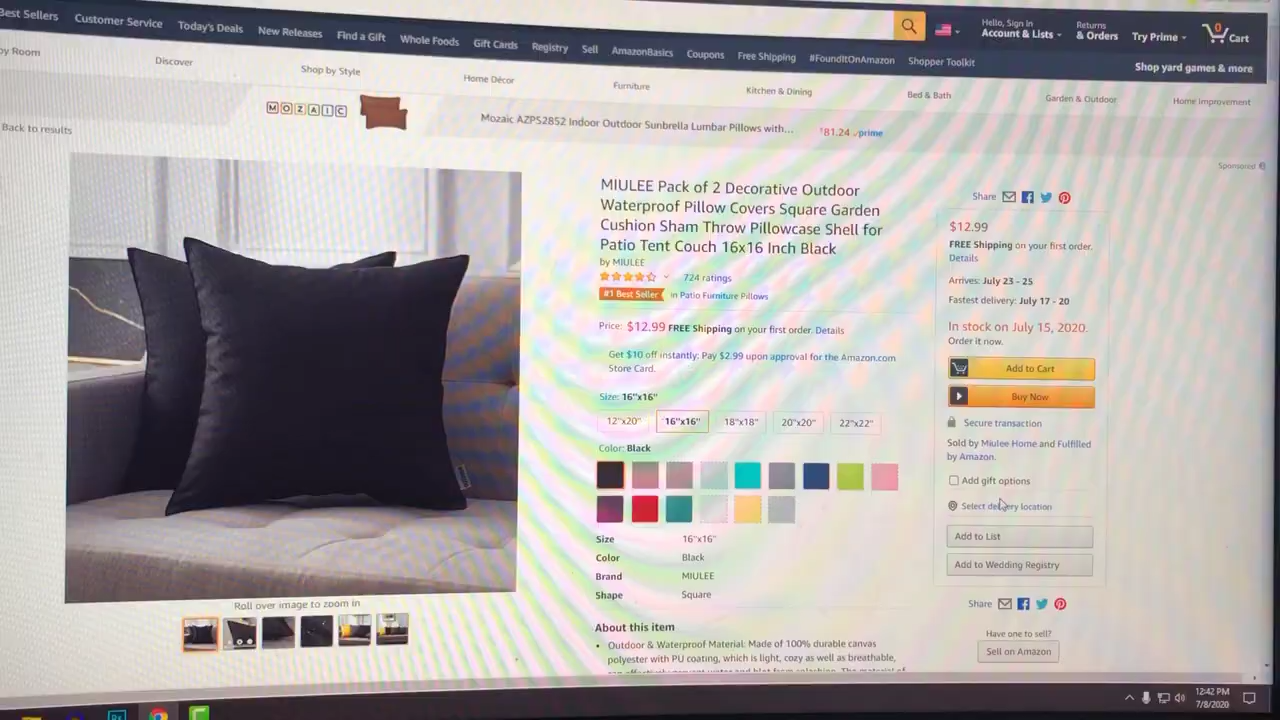 Best Sellers Customer Service Today's Deals New Releases Find a Gift Whole Foods Gift Cards Registry Sell AmazonBasics Coupons Free Shipping #FoundItOnAmazon Shopper Toolkit
Hello, Sign in
Account & Lists
Returns
& Orders
Try Prime
0
Cart
Shop yard games & more
by Room Discover Shop by Style Home Décor Furniture Kitchen & Dining Bed & Bath Garden & Outdoor Home Improvement
MOZAIC
Mozaic AZPS2852 Indoor Outdoor Sunbrella Lumbar Pillows with... $81.24 prime
Sponsored
Back to results
MIULEE Pack of 2 Decorative Outdoor
Waterproof Pillow Covers Square Garden
Cushion Sham Throw Pillowcase Shell for
Patio Tent Couch 16x16 Inch Black
by MIULEE
724 ratings
#1 Best Seller in Patio Furniture Pillows
Price: $12.99 FREE Shipping on your first order. Details
Get $10 off instantly: Pay $2.99 upon approval for the Amazon.com
Store Card.
Size: 16"x16"
12"x20" 16"x16" 18"x18" 20"x20" 22"x22"
Color: Black
Size 16"x16"
Color Black
Brand MIULEE
Shape Square
About this item
• Outdoor & Waterproof Material: Made of 100% durable canvas
polyester with PU coating, which is light, cozy as well as breathable,
Roll over image to zoom in
Share
$12.99
FREE Shipping on your first order.
Details
Arrives: July 23 - 25
Fastest delivery: July 17 - 20
In stock on July 15, 2020.
Order it now.
Add to Cart
Buy Now
Secure transaction
Sold by Miulee Home and Fulfilled
by Amazon.
Add gift options
Select delivery location
Add to List
Add to Wedding Registry
Share
Have one to sell?
Sell on Amazon
12:42 PM
7/8/2020